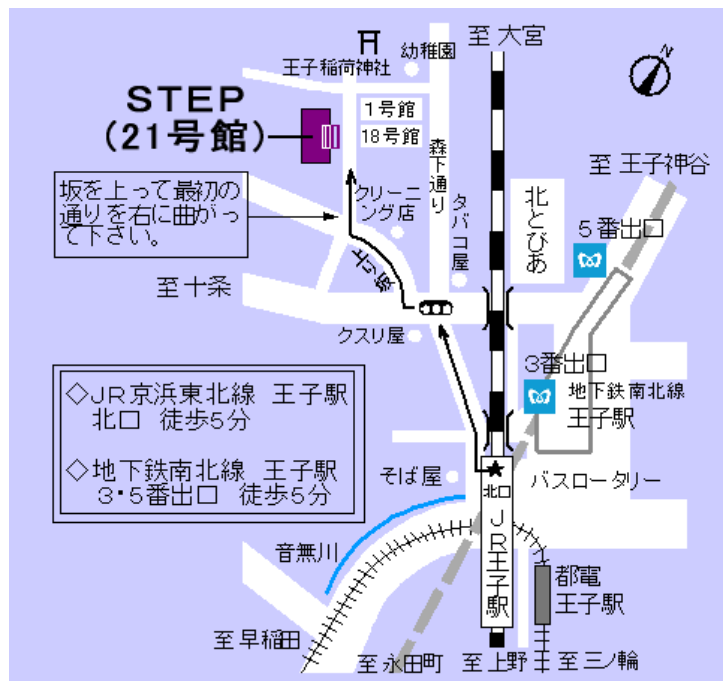 至 大宮
N
幼稚園
王子稲荷神社
STEP
(21号館)
1号館
18号館
森下通り
至 王子神谷
坂を上って最初の
通りを右に曲がっ
て下さい。
クリーニ
ング店
タバコ屋
北とぴあ
5番出口
上り坂
至 十条
クスリ屋
3番出口
地下鉄南北線
王子駅
◇JR京浜東北線 王子駅
北口 徒歩5分
◇地下鉄南北線 王子駅
3・5番出口 徒歩5分
そば屋
北口
バスロータリー
JR王子駅
音無川
都電
王子駅
至 早稲田
至 永田町
至 上野
至 三ノ輪